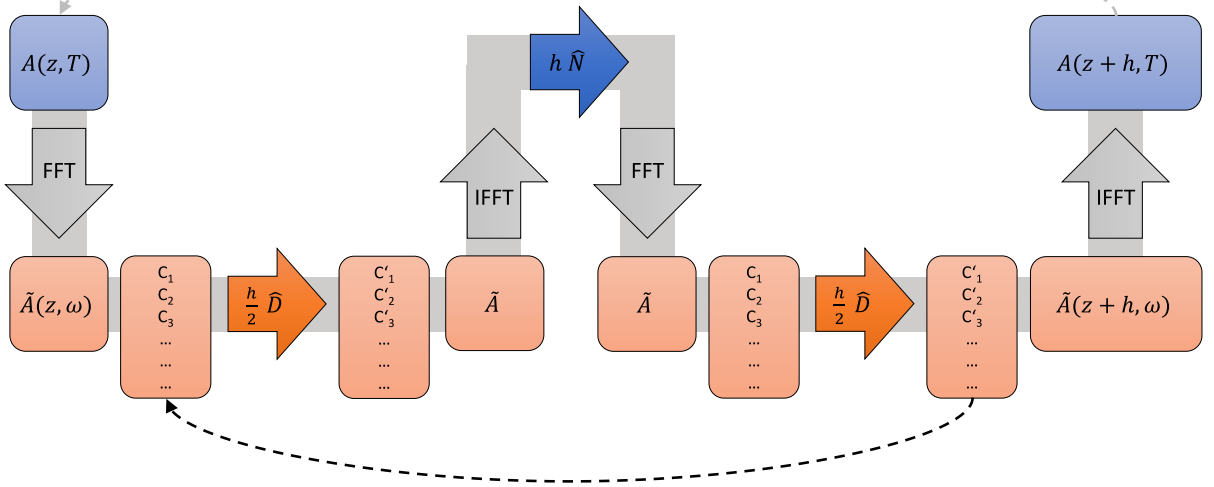 A(z, T)
h N̂
A(z + h, T)
FFT
IFFT
FFT
IFFT
Ã(z, ω)
C₁
C₂
C₃
...
...
...
h/2 D̂
C‘₁
C‘₂
C‘₃
...
...
...
Ã
Ã
C₁
C₂
C₃
...
...
...
h/2 D̂
C‘₁
C‘₂
C‘₃
...
...
...
Ã(z + h, ω)